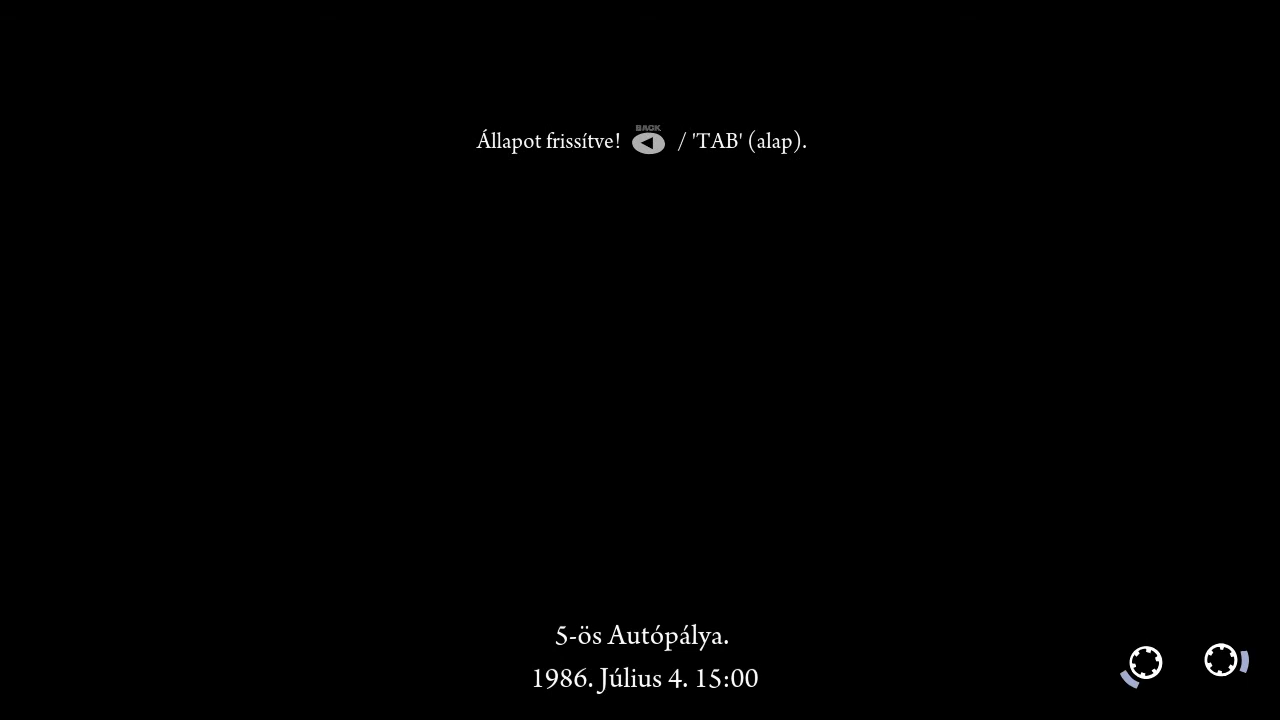 Állapot frissítve! BACK / 'TAB' (alap).
5-ös Autópálya.
1986. Július 4. 15:00